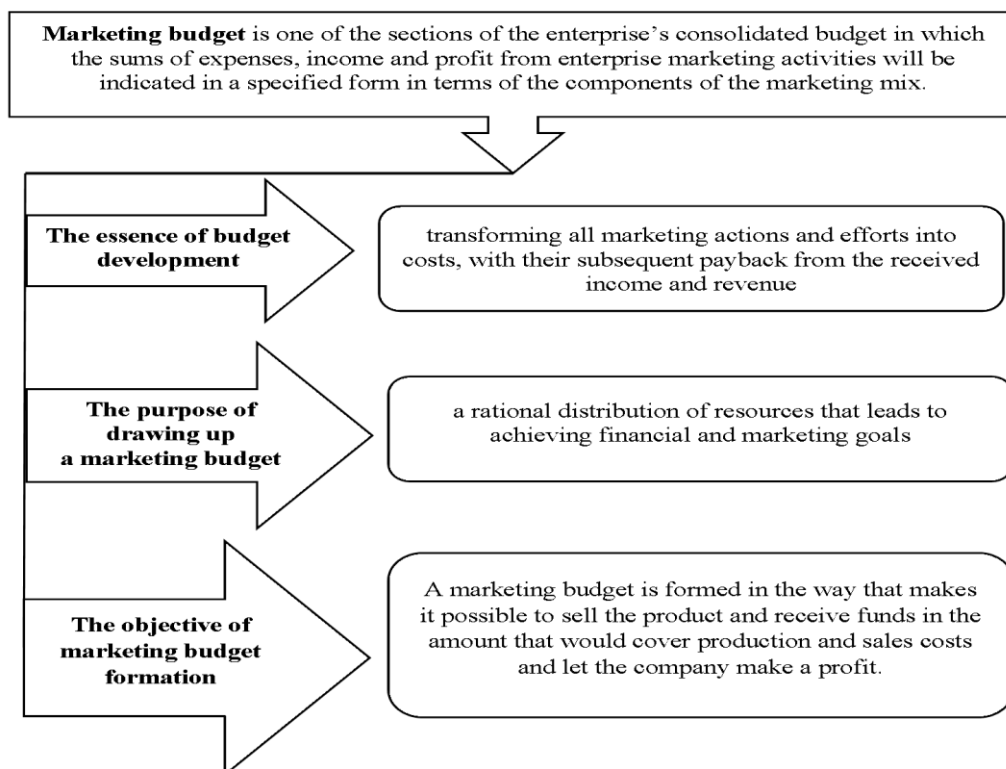 Marketing budget is one of the sections of the enterprise's consolidated budget in which
the sums of expenses, income and profit from enterprise marketing activities will be
indicated in a specified form in terms of the components of the marketing mix.
The essence of budget
development
transforming all marketing actions and efforts into
costs, with their subsequent payback from the received
income and revenue
The purpose of
drawing up
a marketing budget
a rational distribution of resources that leads to
achieving financial and marketing goals
The objective of
marketing budget
formation
A marketing budget is formed in the way that makes
it possible to sell the product and receive funds in the
amount that would cover production and sales costs
and let the company make a profit.